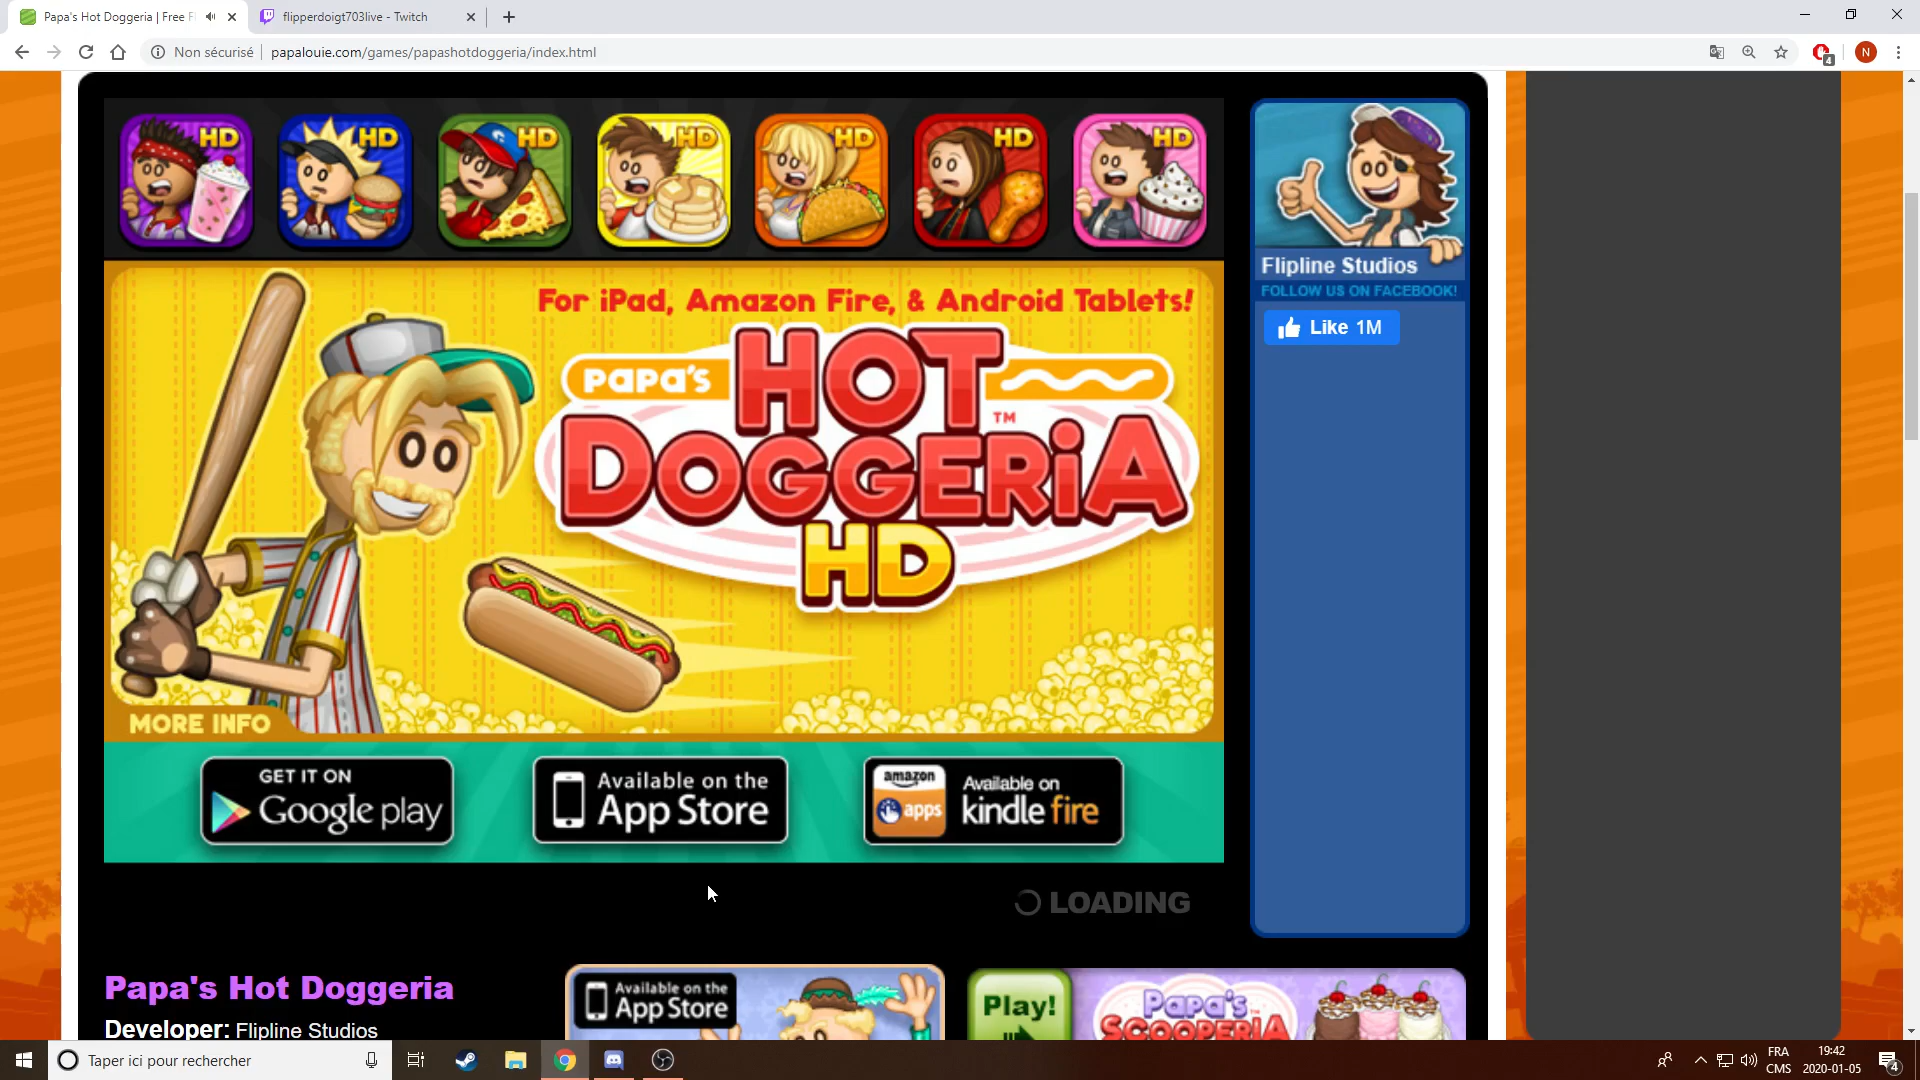 Papa's Hot Doggeria | Free F
flipperdoigt703live - Twitch
Non sécurisé
papalouie.com/games/papashotdoggeria/index.html
4
N
HD
HD
HD
HD
HD
HD
HD
Flipline Studios
FOLLOW US ON FACEBOOK!
Like 1M
For iPad, Amazon Fire, & Android Tablets!
PAPA'S
HOT
DOGGERIA
TM
HD
MORE INFO
GET IT ON
Google play
Available on the
App Store
amazon
apps
Available on
kindle fire
LOADING
Papa's Hot Doggeria
Developer: Flipline Studios
Available on the
App Store
Play!
Papa's
SCOOPERIA
Taper ici pour rechercher
FRA
CMS
19:42
2020-01-05
4